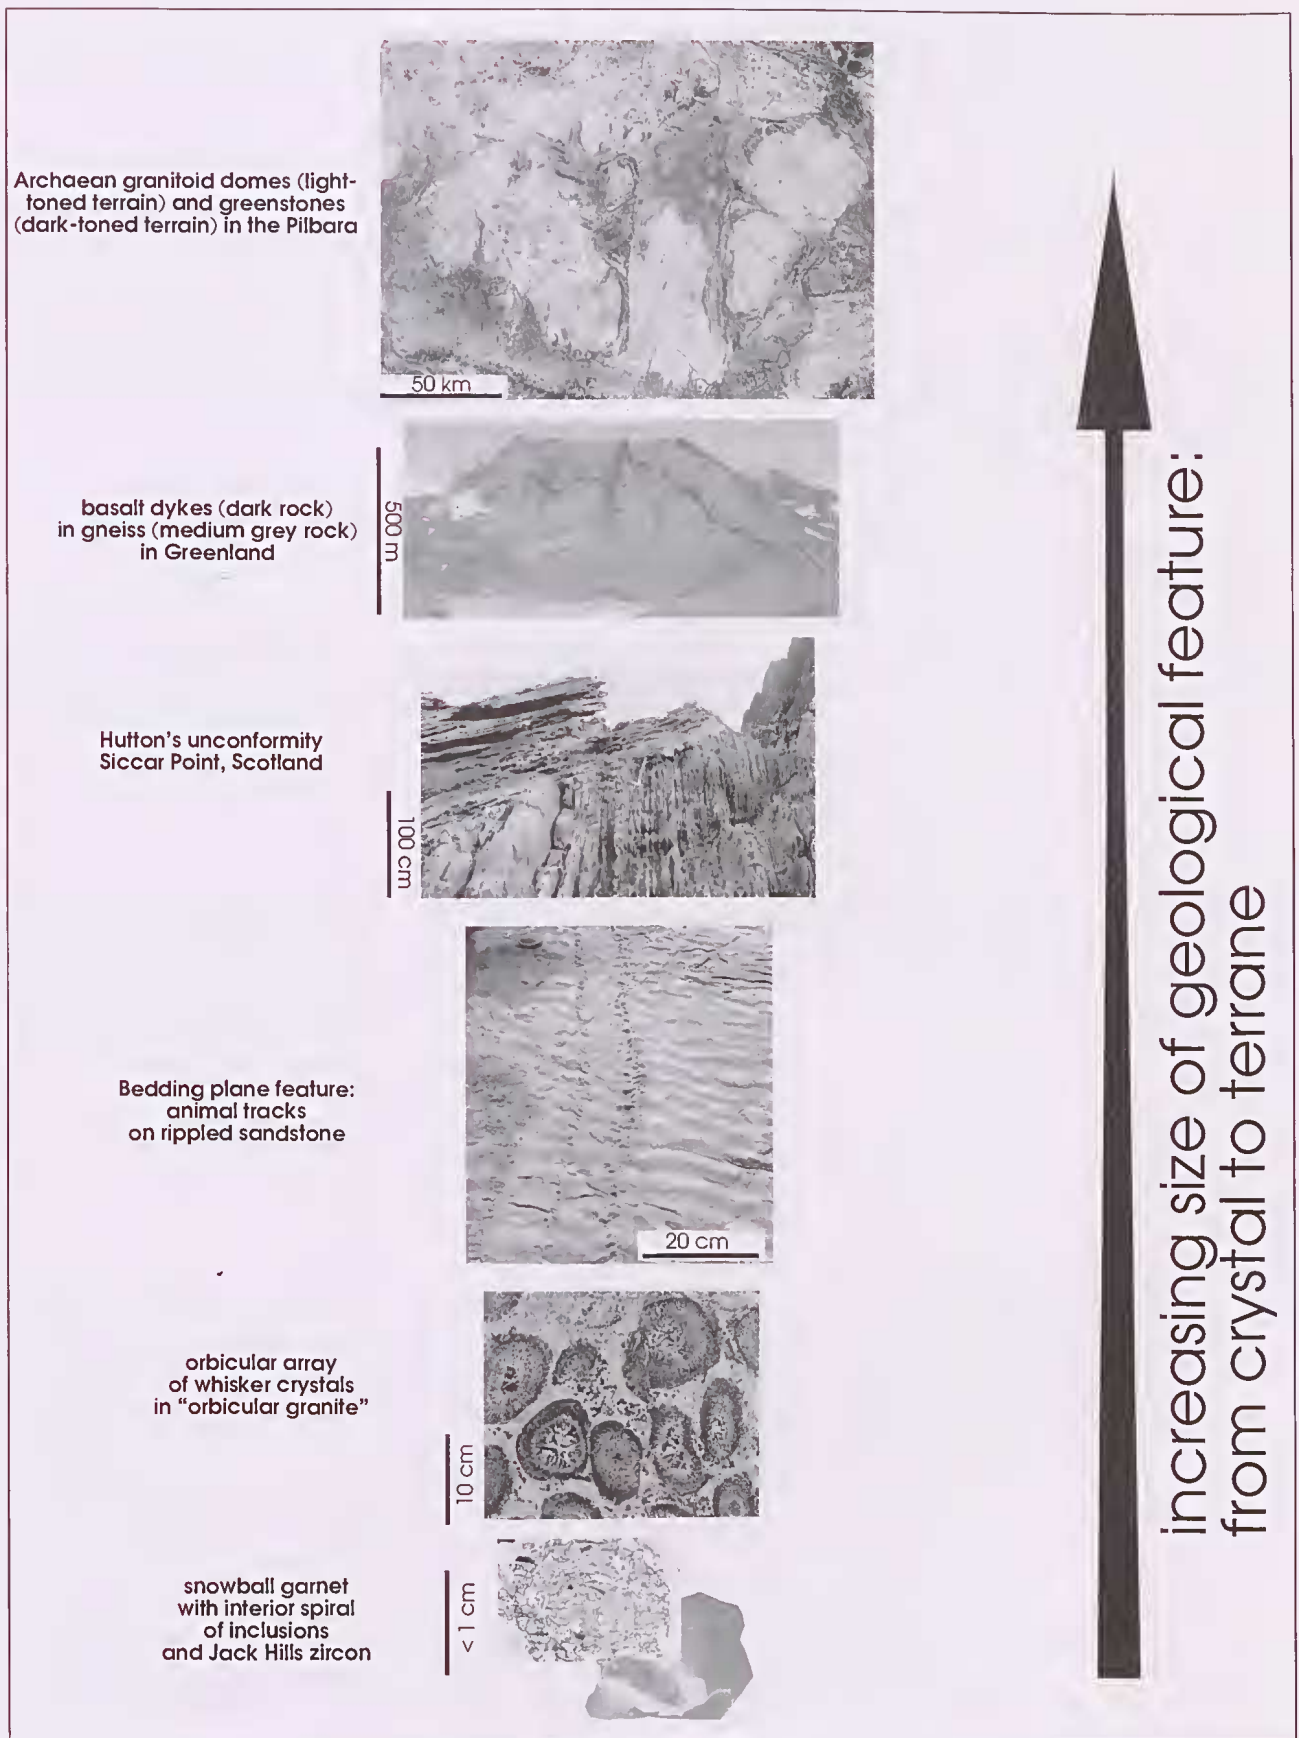 Archaean granitoid domes (light-
toned terrain) and greenstones
(dark-toned terrain) in the Pilbara
50 km
basalt dykes (dark rock)
in gneiss (medium grey rock)
in Greenland
500 m
Hutton's unconformity
Siccar Point, Scotland
100 cm
Bedding plane feature:
animal tracks
on rippled sandstone
20 cm
orbicular array
of whisker crystals
in “orbicular granite”
10 cm
snowball garnet
with interior spiral
of inclusions
and Jack Hills zircon
< 1 cm
increasing size of geological feature:
from crystal to terrane